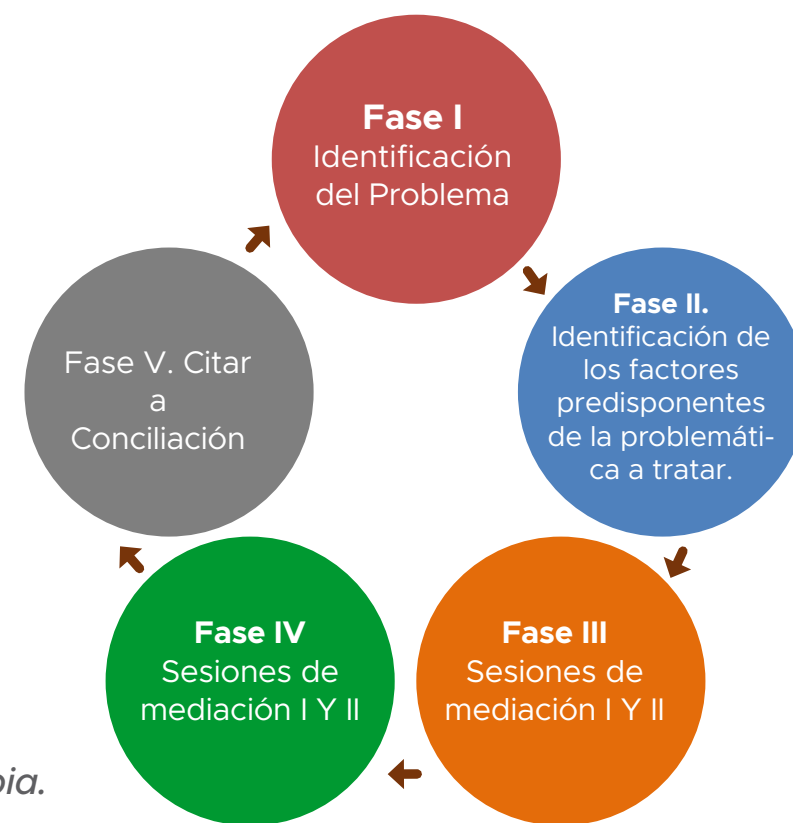 Fase I
Identificación
del Problema
Fase II.
Identificación de
los factores
predisponentes
de la problemáti-
ca a tratar.
Fase III
Sesiones de
mediación I Y II
Fase IV
Sesiones de
mediación I Y II
Fase V. Citar
a
Conciliación